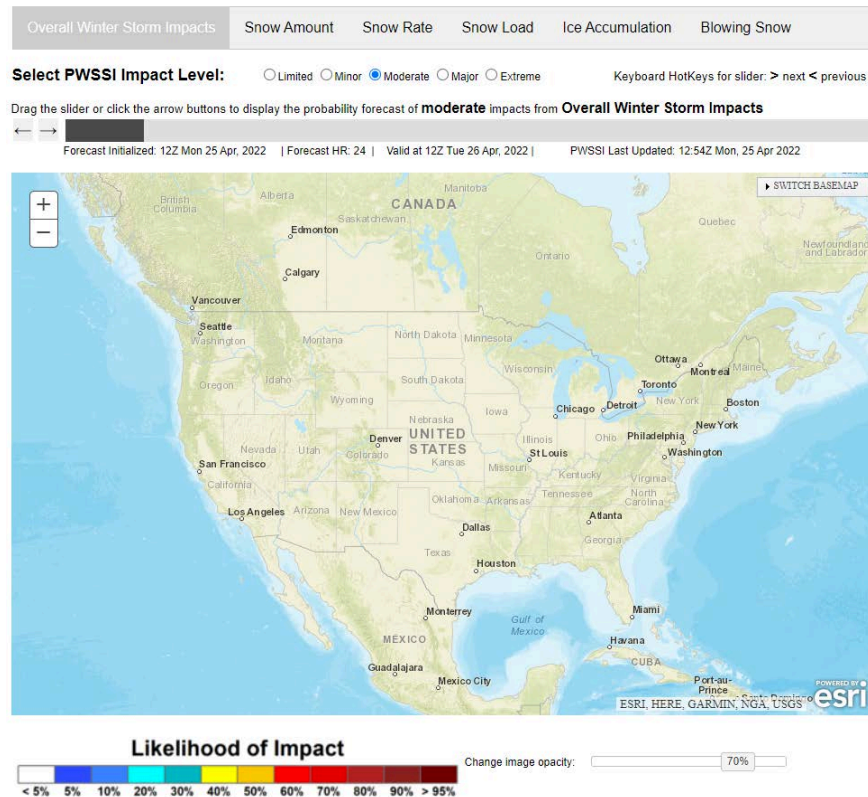 Overall Winter Storm Impacts Snow Amount Snow Rate Snow Load Ice Accumulation Blowing Snow
Select PWSSI Impact Level: Limited Minor Moderate Major Extreme Keyboard HotKeys for slider: > next < previous
Drag the slider or click the arrow buttons to display the probability forecast of moderate impacts from Overall Winter Storm Impacts
← →
Forecast Initialized: 12Z Mon 25 Apr, 2022 | Forecast HR: 24 | Valid at 12Z Tue 26 Apr, 2022 | PWSSI Last Updated: 12:54Z Mon, 25 Apr 2022
+
−
SWITCH BASEMAP
British
Columbia
Alberta
Manitoba
CANADA
Saskatchewan
Quebec
Edmonton
Newfoundland
and Labrador
Ontario
Calgary
Vancouver
Seattle
Washington
Montana
North Dakota
Minnesota
Ottawa
Montreal
Maine
Wisconsin
Oregon
Idaho
South Dakota
Toronto
Wyoming
New York
Boston
Iowa
Chicago
Detroit
Nebraska
New York
Denver
UNITED
STATES
Illinois
Ohio
Philadelphia
Nevada
Utah
Colorado
Kansas
St Louis
Washington
San Francisco
Missouri
Kentucky
Virginia
California
Oklahoma
Arkansas
Tennessee
North
Carolina
Los Angeles
Arizona
New Mexico
Atlanta
Dallas
Georgia
Texas
Houston
Monterrey
Gulf of
Mexico
Miami
MÉXICO
Havana
Guadalajara
CUBA
Mexico City
Port-au-
Prince
Santo Domingo
POWERED BY
esri
ESRI, HERE, GARMIN, NGA, USGS
Likelihood of Impact
Change image opacity: 70%
< 5% 5% 10% 20% 30% 40% 50% 60% 70% 80% 90% > 95%